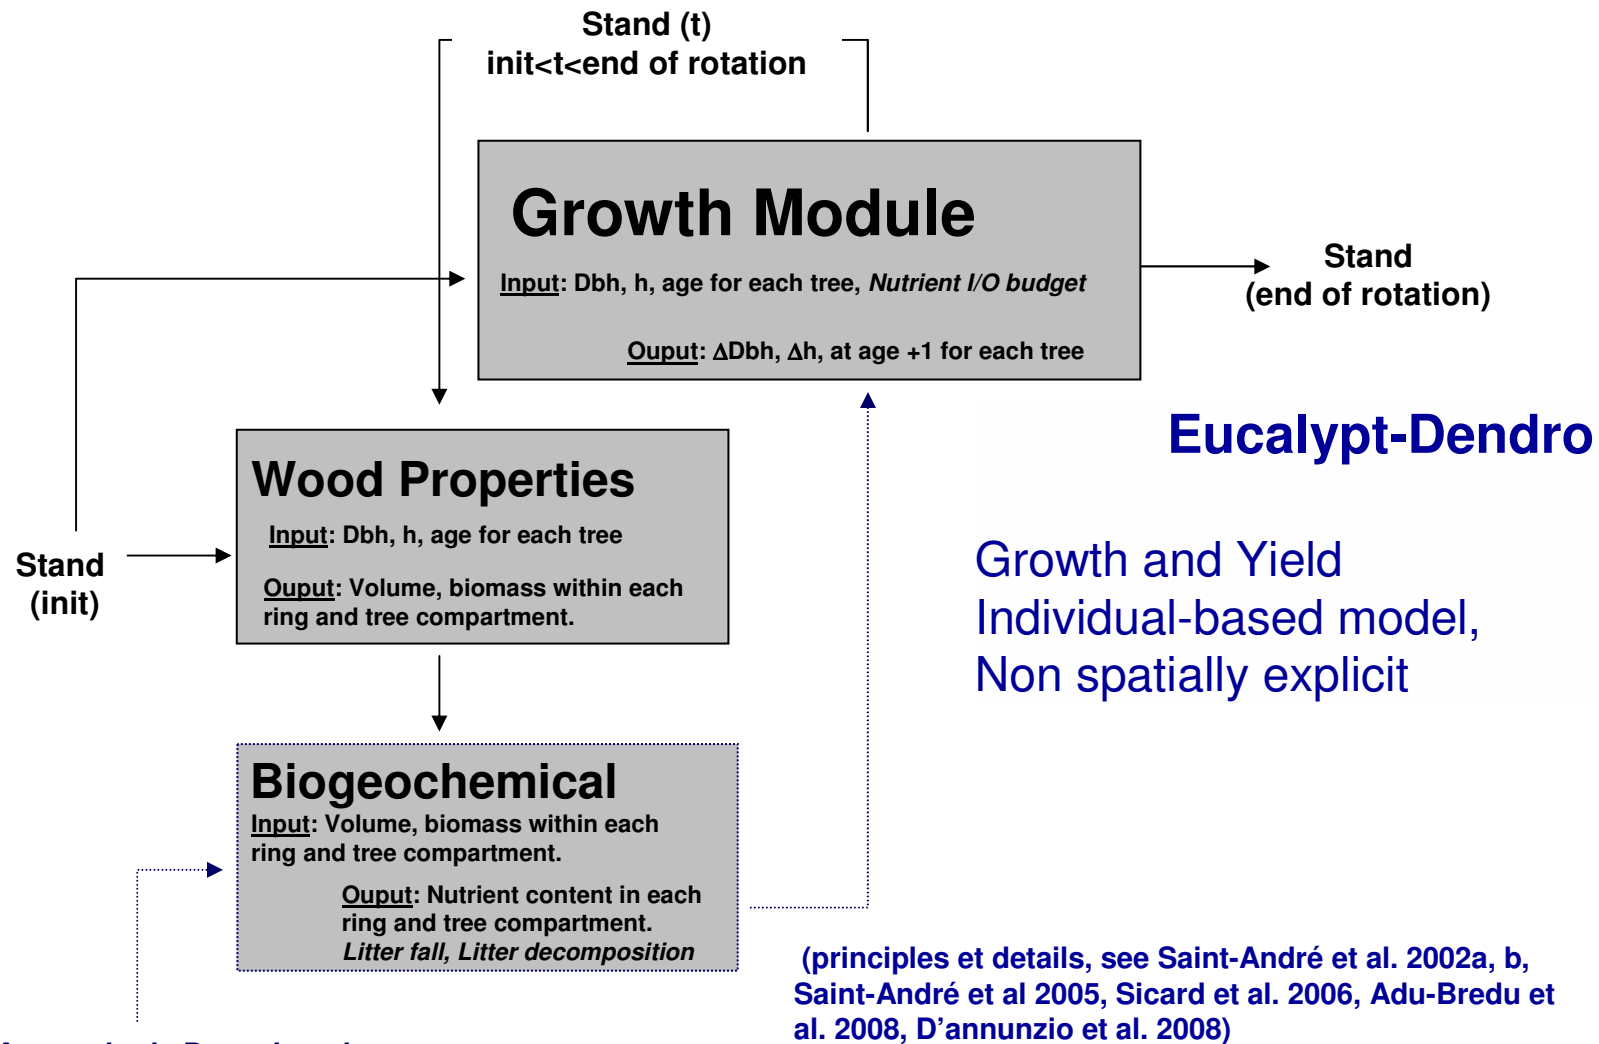 Stand (t)
init<t<end of rotation
Growth Module
Input: Dbh, h, age for each tree, Nutrient I/O budget
Ouput: ΔDbh, Δh, at age +1 for each tree
Stand
(end of rotation)
Eucalypt-Dendro
Wood Properties
Input: Dbh, h, age for each tree
Ouput: Volume, biomass within each
ring and tree compartment.
Stand
(init)
Growth and Yield
Individual-based model,
Non spatially explicit
Biogeochemical
Input: Volume, biomass within each
ring and tree compartment.
Ouput: Nutrient content in each
ring and tree compartment.
Litter fall, Litter decomposition
(principles et details, see Saint-André et al. 2002a, b,
Saint-André et al 2005, Sicard et al. 2006, Adu-Bredu et
al. 2008, D'annunzio et al. 2008)